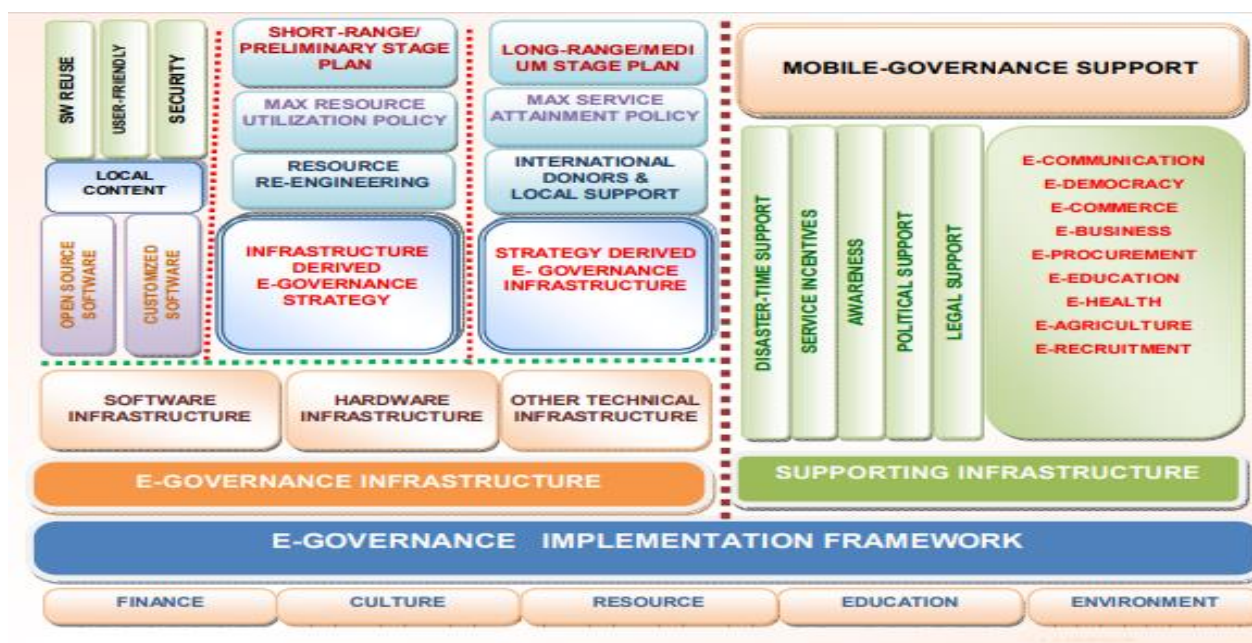 SW REUSE
USER-FRIENDLY
SECURITY
LOCAL
CONTENT
OPEN SOURCE
SOFTWARE
CUSTOMIZED
SOFTWARE
SHORT-RANGE/
PRELIMINARY STAGE
PLAN
MAX RESOURCE
UTILIZATION POLICY
RESOURCE
RE-ENGINEERING
INFRASTRUCTURE
DERIVED
E-GOVERNANCE
STRATEGY
LONG-RANGE/MEDI
UM STAGE PLAN
MAX SERVICE
ATTAINMENT POLICY
INTERNATIONAL
DONORS &
LOCAL SUPPORT
STRATEGY DERIVED
E- GOVERNANCE
INFRASTRUCTURE
SOFTWARE
INFRASTRUCTURE
HARDWARE
INFRASTRUCTURE
OTHER TECHNICAL
INFRASTRUCTURE
E-GOVERNANCE INFRASTRUCTURE
MOBILE-GOVERNANCE SUPPORT
DISASTER-TIME SUPPORT
SERVICE INCENTIVES
AWARENESS
POLITICAL SUPPORT
LEGAL SUPPORT
E-COMMUNICATION
E-DEMOCRACY
E-COMMERCE
E-BUSINESS
E-PROCUREMENT
E-EDUCATION
E-HEALTH
E-AGRICULTURE
E-RECRUITMENT
SUPPORTING INFRASTRUCTURE
E-GOVERNANCE IMPLEMENTATION FRAMEWORK
FINANCE
CULTURE
RESOURCE
EDUCATION
ENVIRONMENT